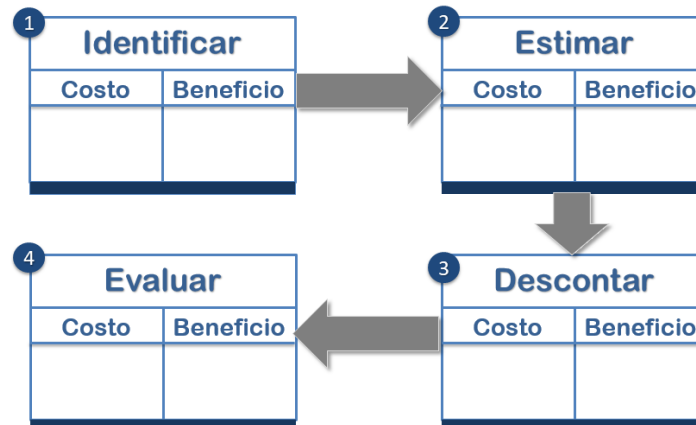 1
Identificar
Costo Beneficio
2
Estimar
Costo Beneficio
3
Descontar
Costo Beneficio
4
Evaluar
Costo Beneficio